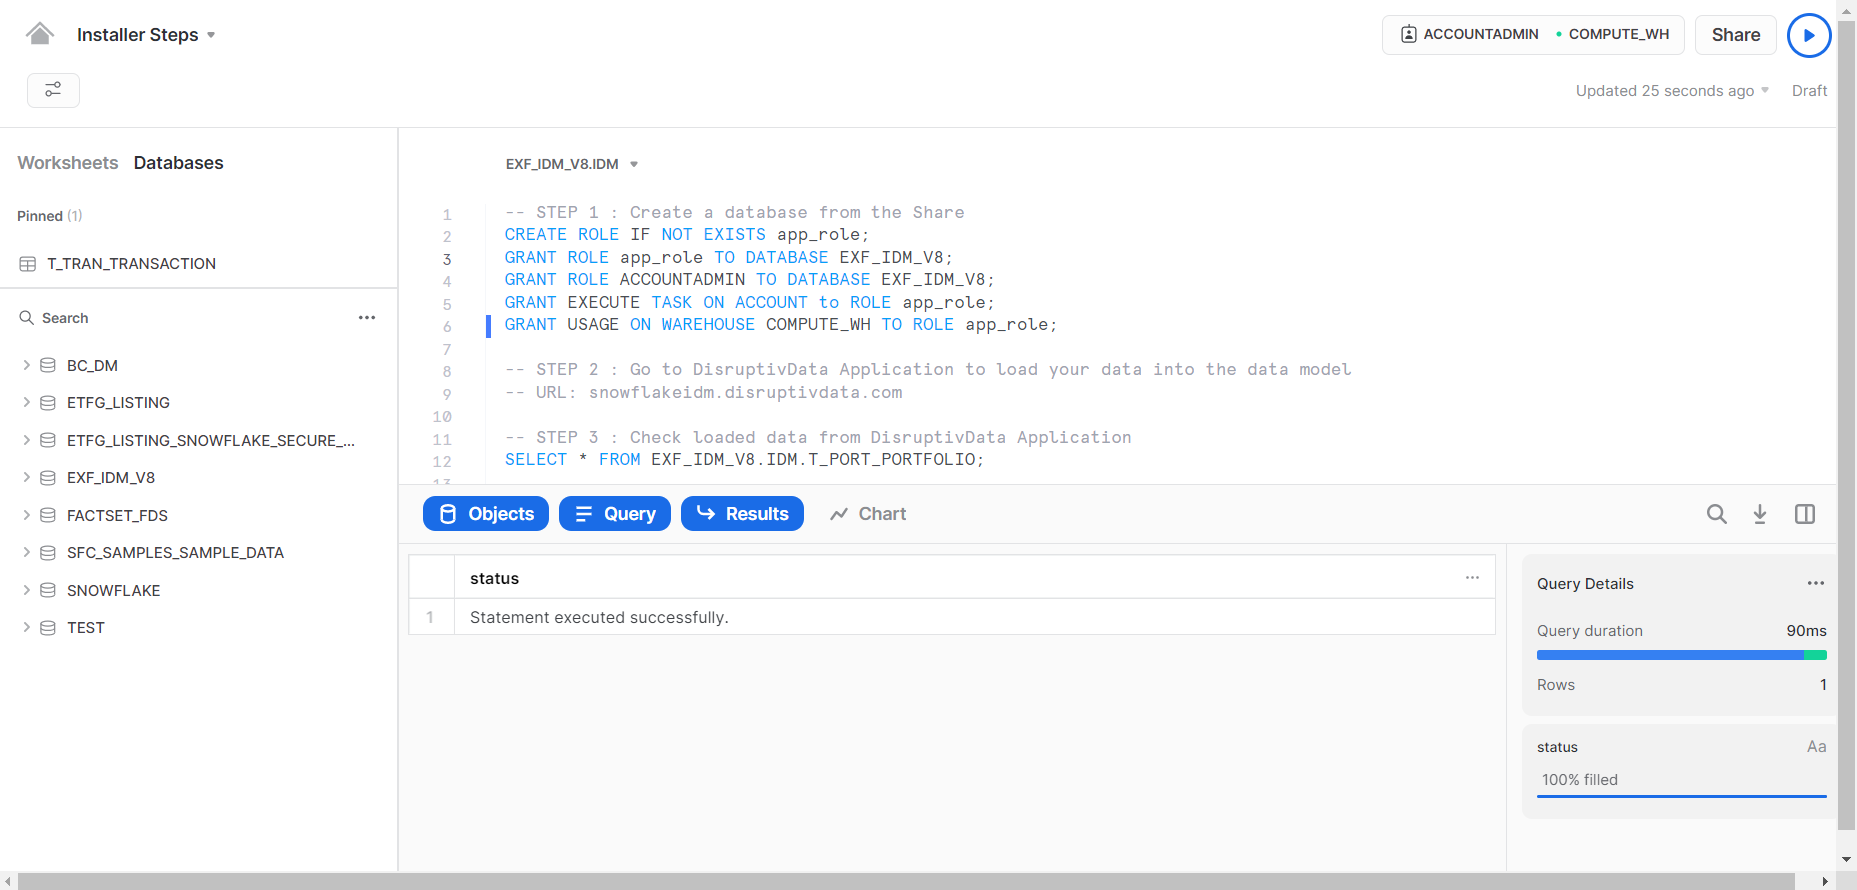 Installer Steps
ACCOUNTADMIN COMPUTE_WH
Share
Updated 25 seconds ago
Draft
Worksheets Databases
Pinned (1)
T_TRAN_TRANSACTION
Search
BC_DM
ETFG_LISTING
ETFG_LISTING_SNOWFLAKE_SECURE_...
EXF_IDM_V8
FACTSET_FDS
SFC_SAMPLES_SAMPLE_DATA
SNOWFLAKE
TEST
EXF_IDM_V8.IDM
1 -- STEP 1 : Create a database from the Share
2 CREATE ROLE IF NOT EXISTS app_role;
3 GRANT ROLE app_role TO DATABASE EXF_IDM_V8;
4 GRANT ROLE ACCOUNTADMIN TO DATABASE EXF_IDM_V8;
5 GRANT EXECUTE TASK ON ACCOUNT to ROLE app_role;
6 GRANT USAGE ON WAREHOUSE COMPUTE_WH TO ROLE app_role;
7
8 -- STEP 2 : Go to DisruptivData Application to load your data into the data model
9 -- URL: snowflakeidm.disruptivdata.com
10
11 -- STEP 3 : Check loaded data from DisruptivData Application
12 SELECT * FROM EXF_IDM_V8.IDM.T_PORT_PORTFOLIO;
13
Objects Query Results Chart
status
1 Statement executed successfully.
Query Details
Query duration 90ms
Rows 1
status Aa
100% filled